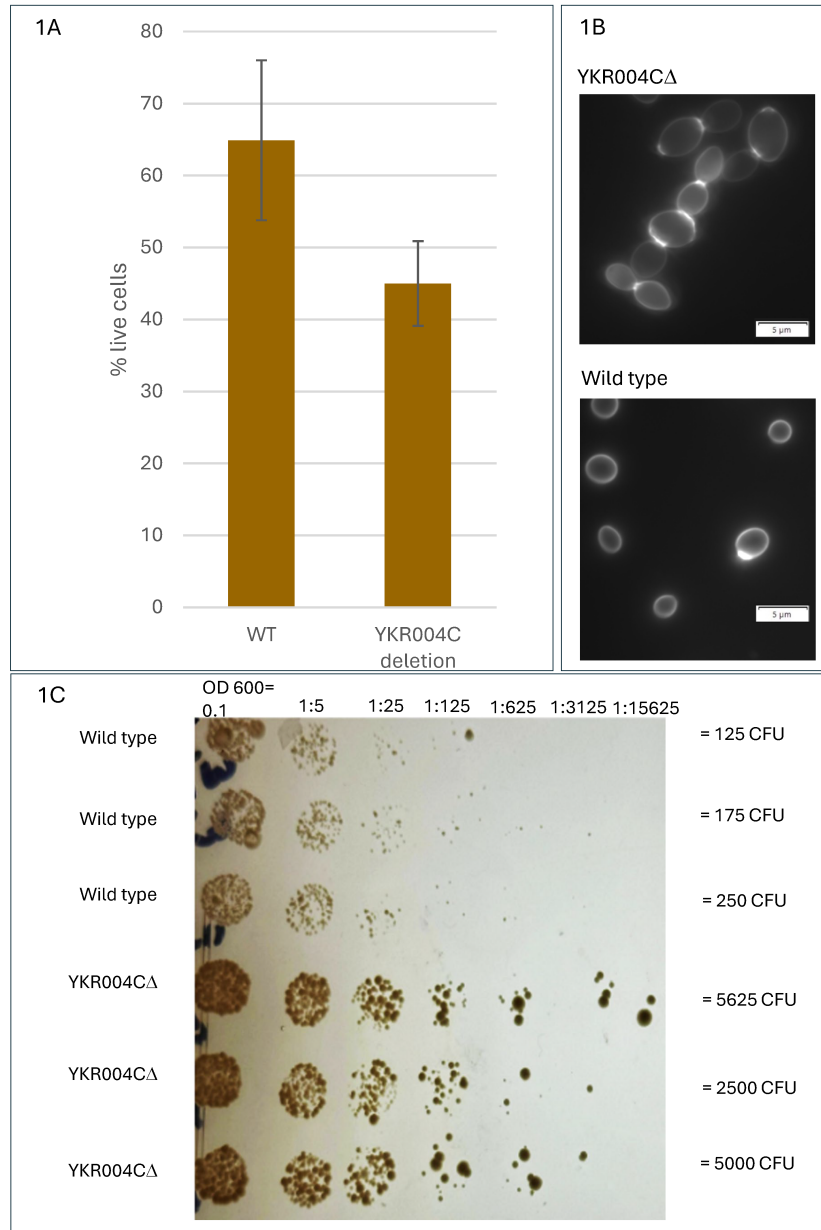 1A
80
70
60
50
40
30
20
10
0
% live cells
WT
YKR004C
deletion
1B
YKR004CΔ
5 µm
Wild type
5 µm
1C
OD 600=
0.1
1:5
1:25
1:125
1:625
1:3125
1:15625
Wild type
= 125 CFU
Wild type
= 175 CFU
Wild type
= 250 CFU
YKR004CΔ
= 5625 CFU
YKR004CΔ
= 2500 CFU
YKR004CΔ
= 5000 CFU